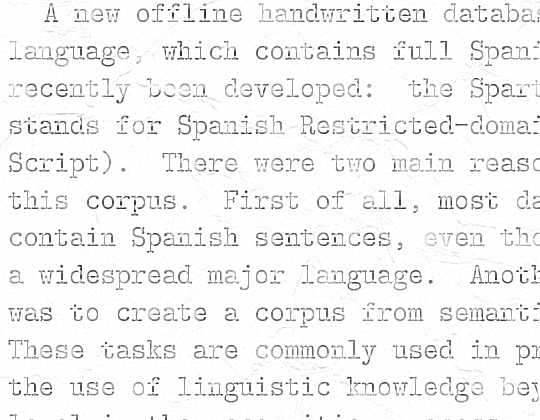 A new offline handwritten databas
language, which contains full Spani
recently been developed: the Spart
stands for Spanish Restricted-domai
Script). There were two main reaso
this corpus. First of all, most da
contain Spanish sentences, even tho
a widespread major language. Anoth
was to create a corpus from semanti
These tasks are commonly used in pr
the use of linguistic knowledge bey